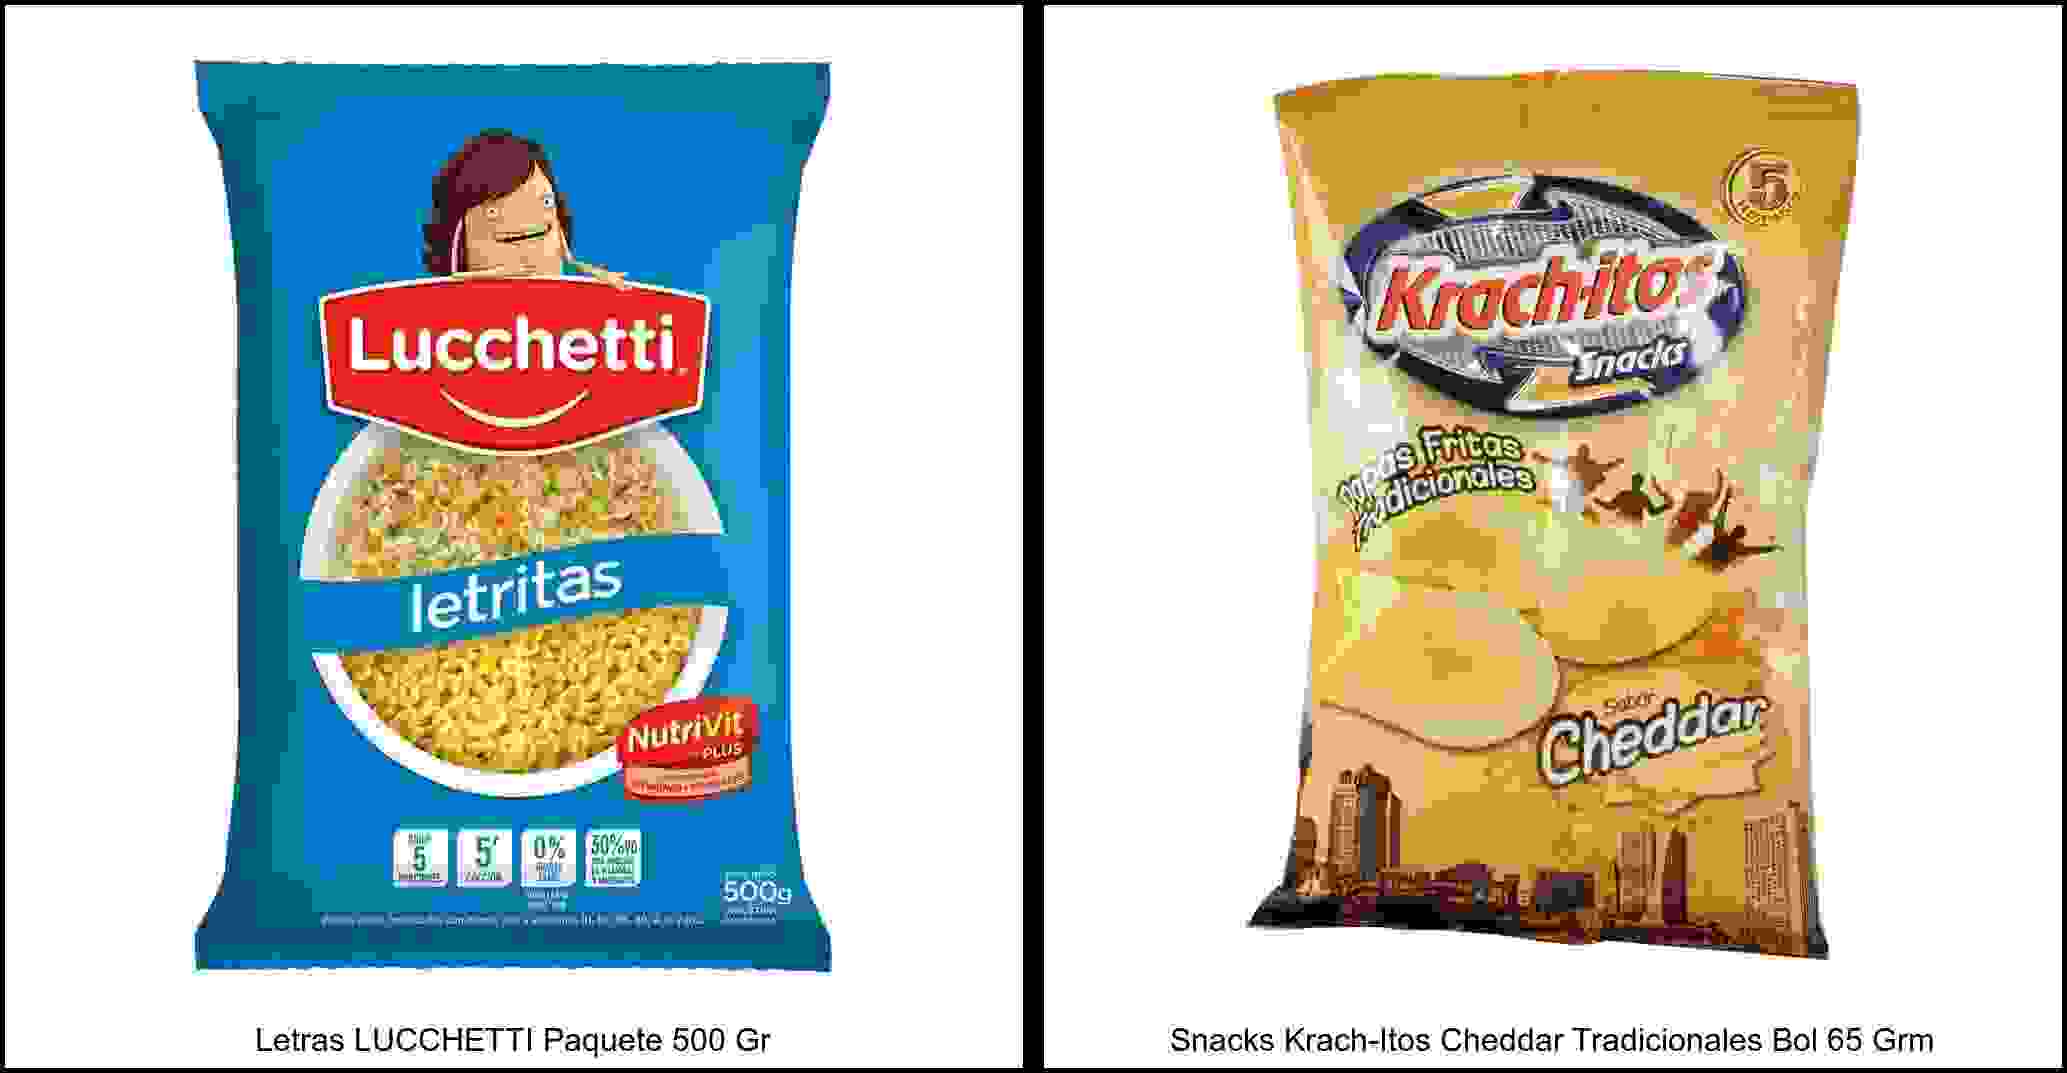 Lucchetti
letritas
NutriVit
PLUS
5
5'
COCCIÓN
0%
50%
500g
Letras LUCCHETTI Paquete 500 Gr
5
Krach-itos
Snacks
Papas Fritas
Tradicionales
Sabor
Cheddar
Snacks Krach-Itos Cheddar Tradicionales Bol 65 Grm